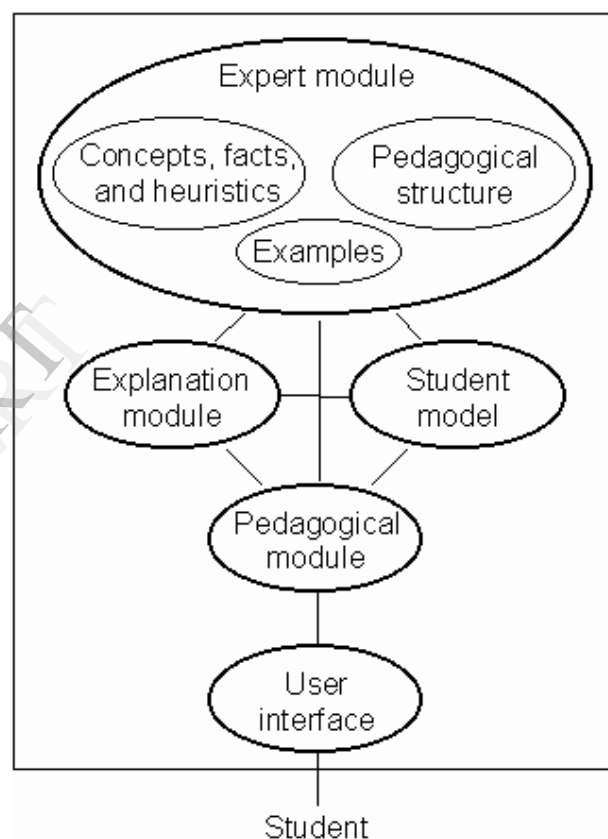 Expert module
Concepts, facts,
and heuristics
Pedagogical
structure
Examples
Explanation
module
Student
model
Pedagogical
module
User
interface
Student